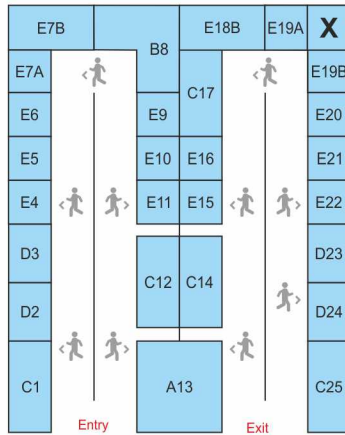 E7B
B8
E18B
E19A
X
E7A
C17
E19B
E6
E9
E20
E5
E10
E16
E21
E4
E11
E15
E22
D3
C12
C14
D23
D2
D24
C1
A13
C25
Entry
Exit